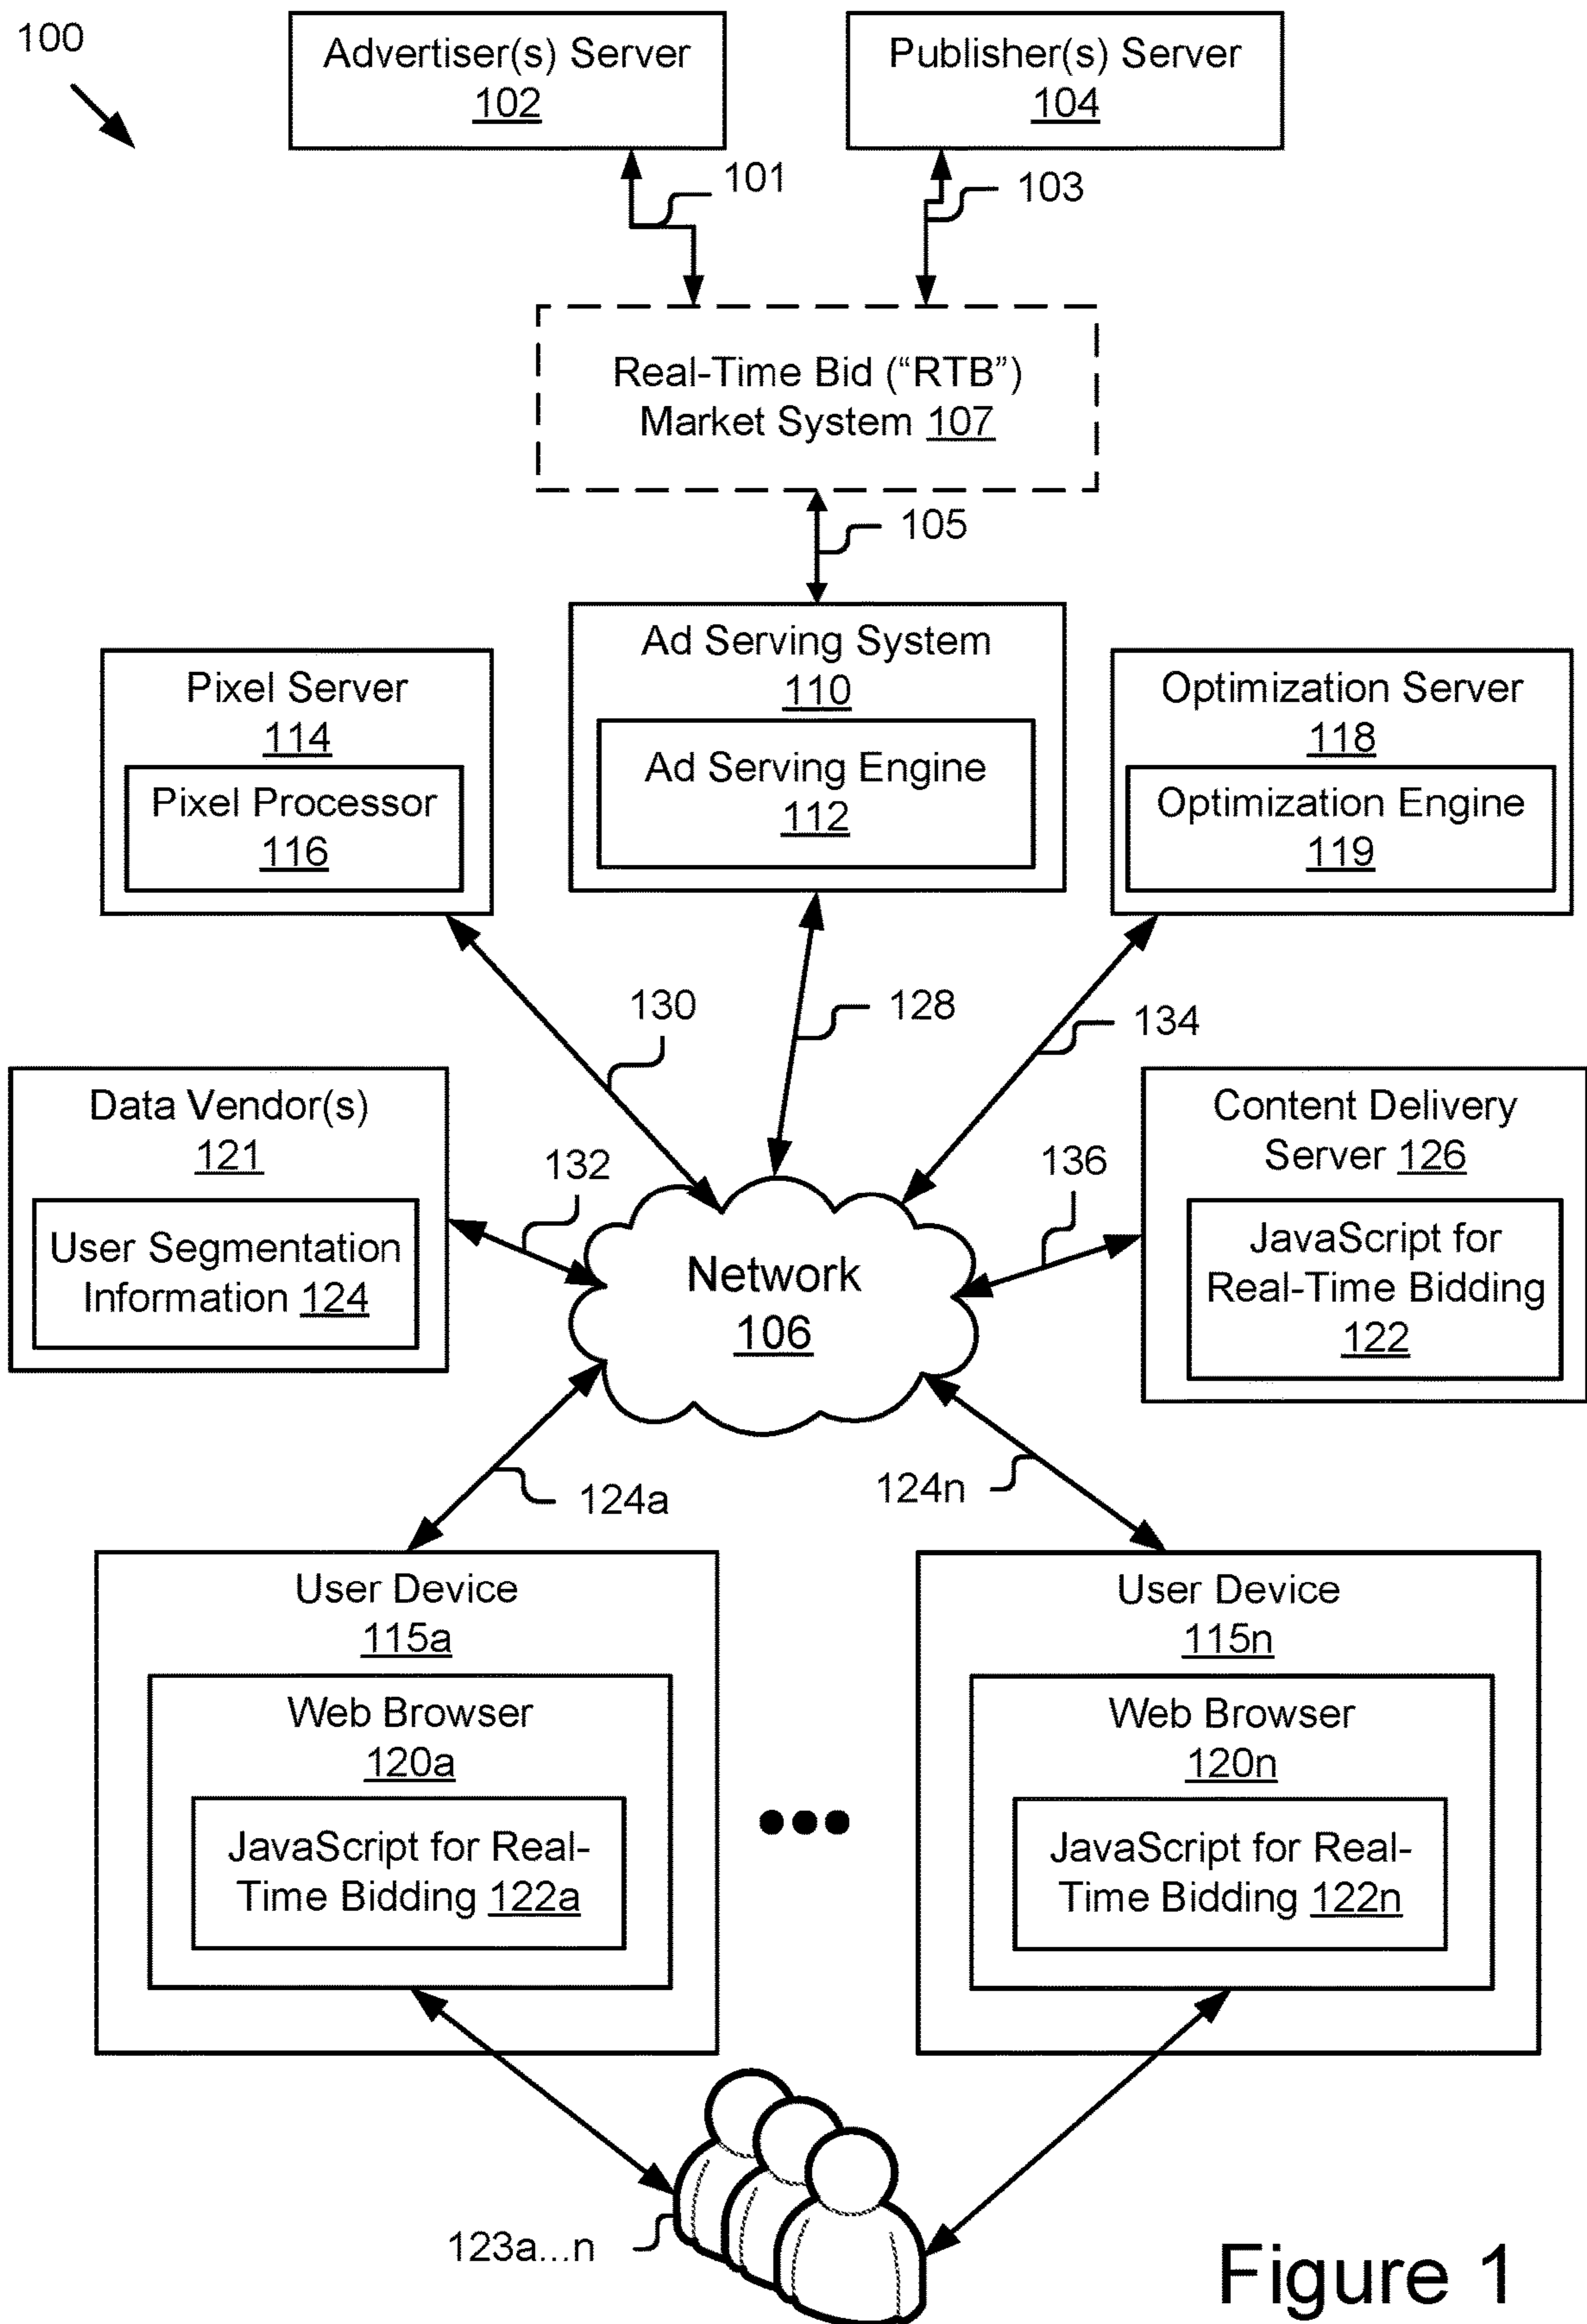 100
Advertiser(s) Server
102
Publisher(s) Server
104
101
103
Real-Time Bid (“RTB”)
Market System 107
105
Ad Serving System
110
Ad Serving Engine
112
Pixel Server
114
Pixel Processor
116
Optimization Server
118
Optimization Engine
119
130
128
134
Data Vendor(s)
121
User Segmentation
Information 124
132
Network
106
136
Content Delivery
Server 126
JavaScript for
Real-Time Bidding
122
124a
124n
User Device
115a
Web Browser
120a
JavaScript for Real-
Time Bidding 122a
User Device
115n
Web Browser
120n
JavaScript for Real-
Time Bidding 122n
123a...n
Figure 1